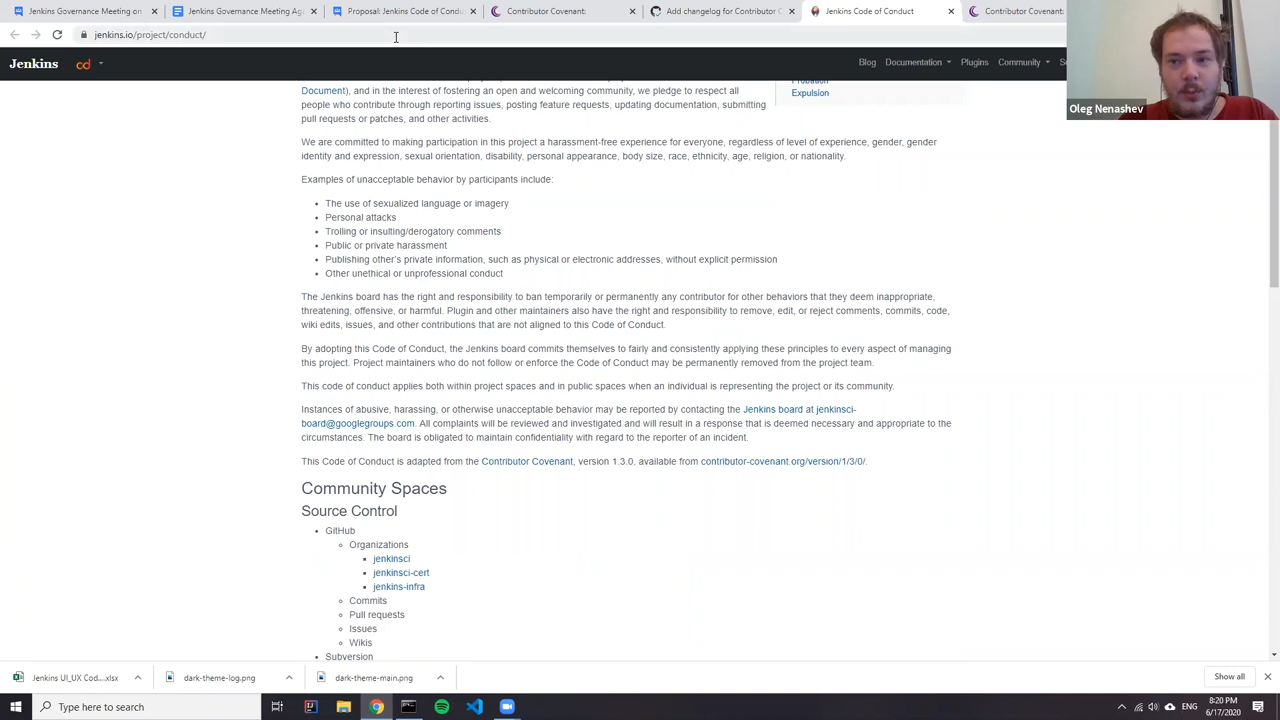 Jenkins Governance Meeting on
Jenkins Governance Meeting Ag
Proposal: Jenkins Code of Condu
Contributor Covenant:
Add changelog for Contributor C
Jenkins Code of Conduct
Contributor Covenant:
jenkins.io/project/conduct/
Jenkins
cd
Blog
Documentation
Plugins
Community
Probation
Expulsion
Document), and in the interest of fostering an open and welcoming community, we pledge to respect all
people who contribute through reporting issues, posting feature requests, updating documentation, submitting
pull requests or patches, and other activities.
Oleg Nenashev
We are committed to making participation in this project a harassment-free experience for everyone, regardless of level of experience, gender, gender
identity and expression, sexual orientation, disability, personal appearance, body size, race, ethnicity, age, religion, or nationality.
Examples of unacceptable behavior by participants include:
The use of sexualized language or imagery
Personal attacks
Trolling or insulting/derogatory comments
Public or private harassment
Publishing other's private information, such as physical or electronic addresses, without explicit permission
Other unethical or unprofessional conduct
The Jenkins board has the right and responsibility to ban temporarily or permanently any contributor for other behaviors that they deem inappropriate,
threatening, offensive, or harmful. Plugin and other maintainers also have the right and responsibility to remove, edit, or reject comments, commits, code,
wiki edits, issues, and other contributions that are not aligned to this Code of Conduct.
By adopting this Code of Conduct, the Jenkins board commits themselves to fairly and consistently applying these principles to every aspect of managing
this project. Project maintainers who do not follow or enforce the Code of Conduct may be permanently removed from the project team.
This code of conduct applies both within project spaces and in public spaces when an individual is representing the project or its community.
Instances of abusive, harassing, or otherwise unacceptable behavior may be reported by contacting the Jenkins board at jenkinsci-
board@googlegroups.com. All complaints will be reviewed and investigated and will result in a response that is deemed necessary and appropriate to the
circumstances. The board is obligated to maintain confidentiality with regard to the reporter of an incident.
This Code of Conduct is adapted from the Contributor Covenant, version 1.3.0, available from contributor-covenant.org/version/1/3/0/.
Community Spaces
Source Control
GitHub
Organizations
jenkinsci
jenkinsci-cert
jenkins-infra
Commits
Pull requests
Issues
Wikis
Subversion
Jenkins UI_UX Cod....xlsx
dark-theme-log.png
dark-theme-main.png
Show all
Type here to search
ENG
8:20 PM
6/17/2020